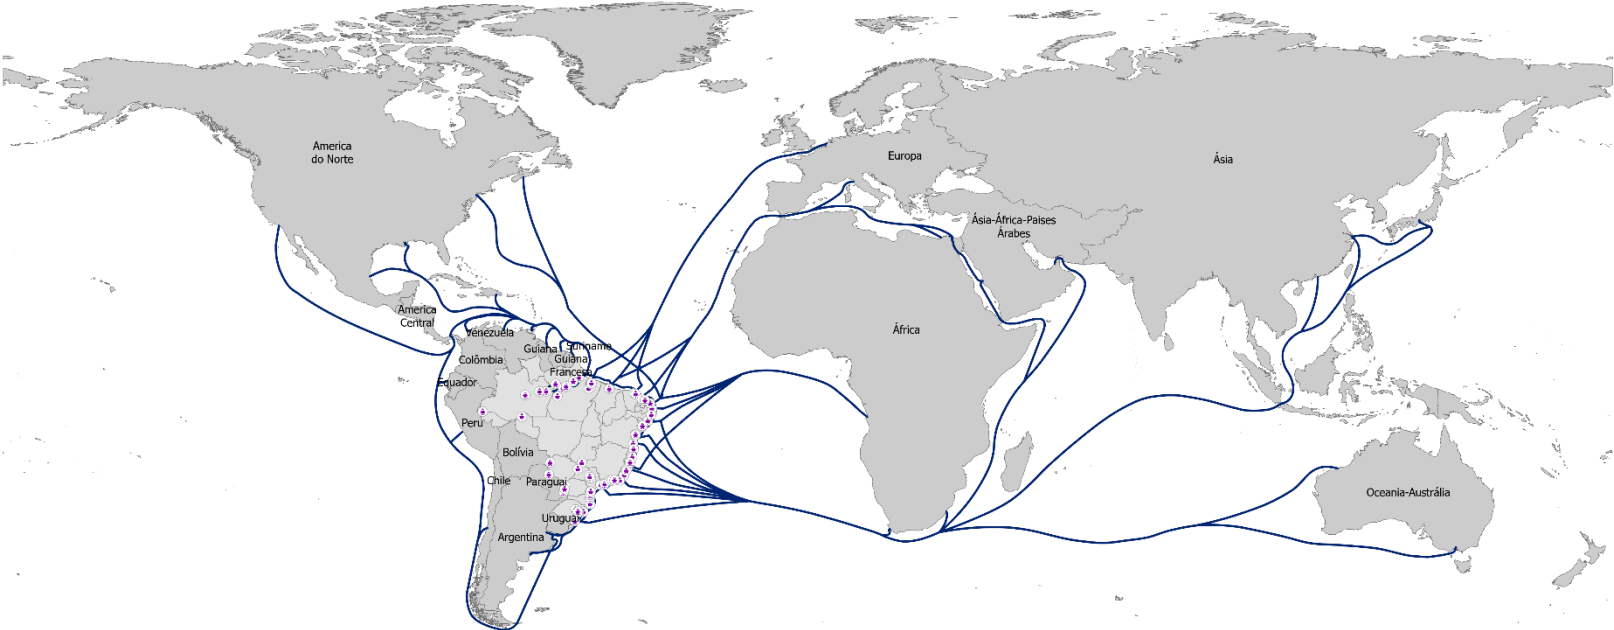 America
do Norte
Europa
Ásia
Ásia-África-Paises
Árabes
America
Central
Venezuela
Guiana
Suriname
Guiana
Francesa
Colômbia
Equador
África
Peru
Bolívia
Chile
Paraguai
Uruguai
Argentina
Oceania-Austrália